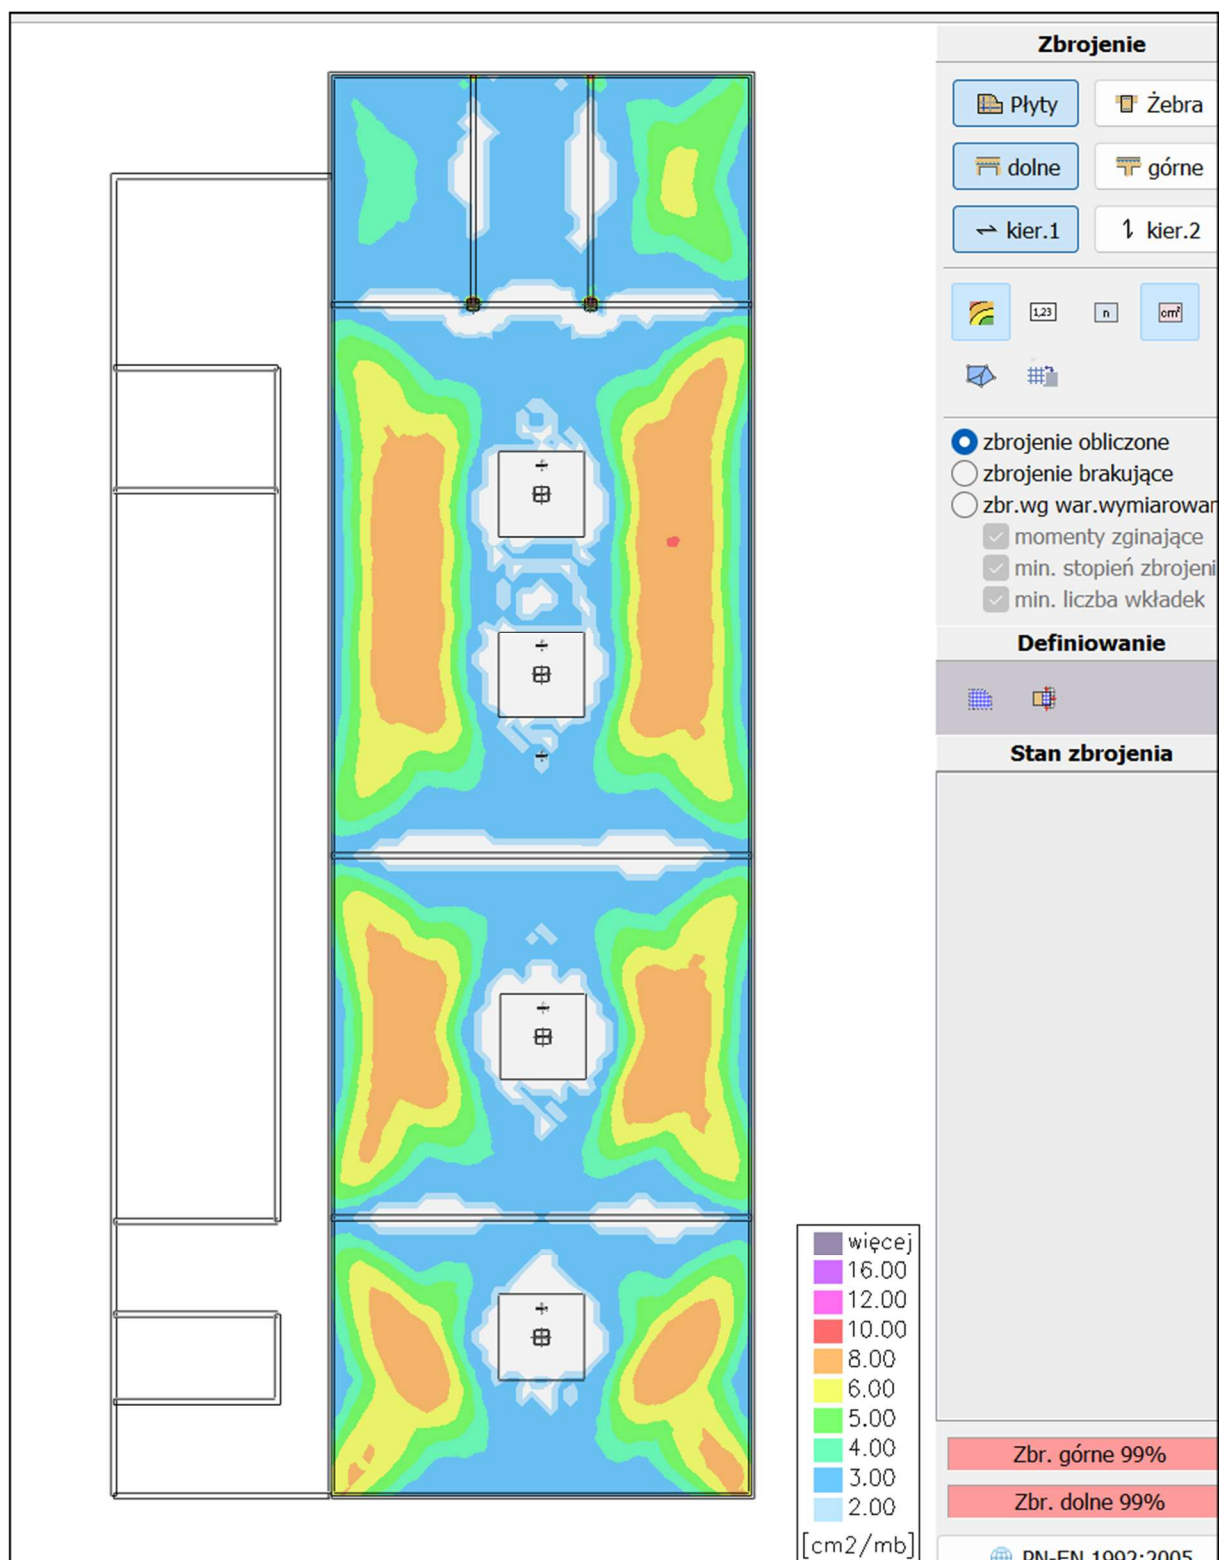 Zbrojenie
Płyty
Żebra
dolne
górne
kier.1
kier.2
1,23
n
cm²
zbrojenie obliczone
zbrojenie brakujące
zbr.wg war.wymiarowar
momenty zginające
min. stopień zbrojeni
min. liczba wkładek
Definiowanie
Stan zbrojenia
więcej
16.00
12.00
10.00
8.00
6.00
5.00
4.00
3.00
2.00
[cm2/mb]
Zbr. górne 99%
Zbr. dolne 99%
PN-EN 1992:2005